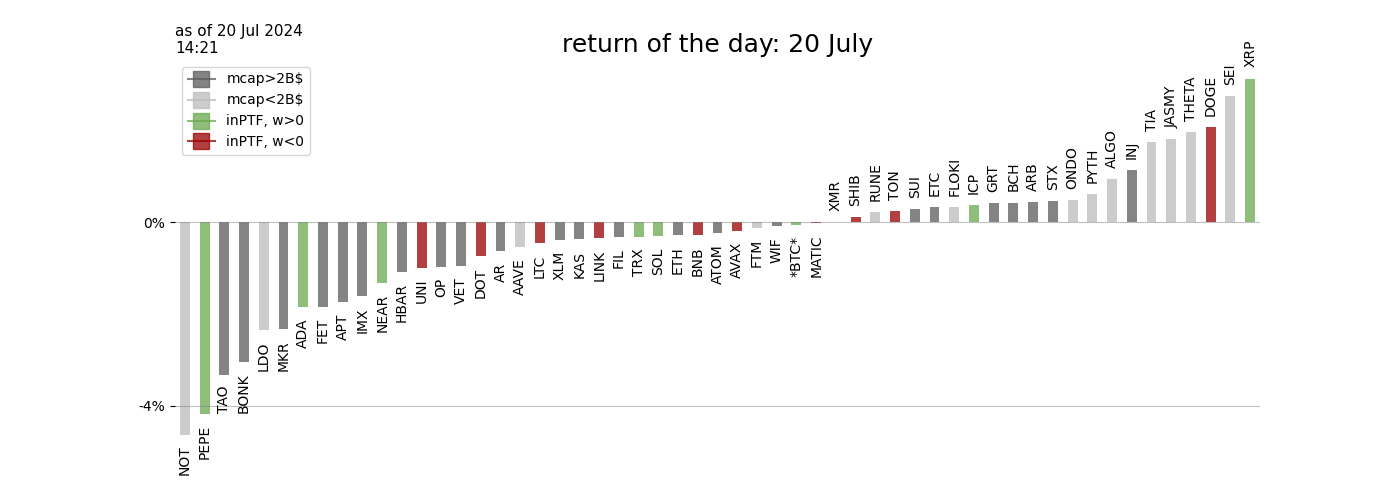 as of 20 Jul 2024
14:21
return of the day: 20 July
mcap>2B$
mcap<2B$
inPTF, w>0
inPTF, w<0
0%
-4%
NOT
PEPE
TAO
BONK
LDO
MKR
ADA
FET
APT
IMX
NEAR
HBAR
UNI
OP
VET
DOT
AR
AAVE
LTC
XLM
KAS
LINK
FIL
TRX
SOL
ETH
BNB
ATOM
AVAX
FTM
WIF
*BTC*
MATIC
XMR
SHIB
RUNE
TON
SUI
ETC
FLOKI
ICP
GRT
BCH
ARB
STX
ONDO
PYTH
ALGO
INJ
TIA
JASMY
THETA
DOGE
SEI
XRP